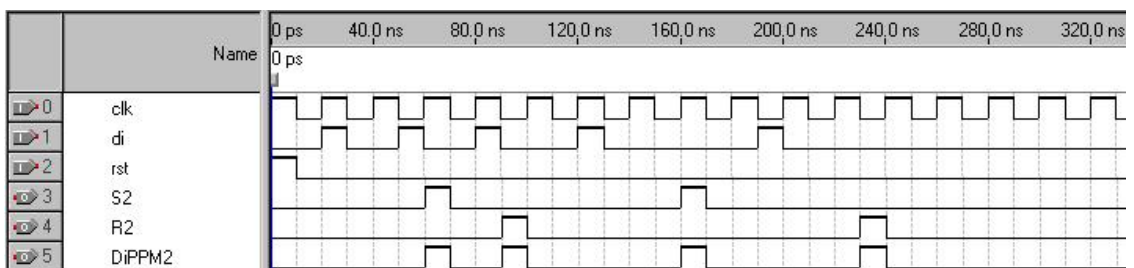 Name 0 ps 40.0 ns 80.0 ns 120.0 ns 160.0 ns 200.0 ns 240.0 ns 280.0 ns 320.0 ns
0 ps
0 clk
1 di
2 rst
3 S2
4 R2
5 DiPPM2